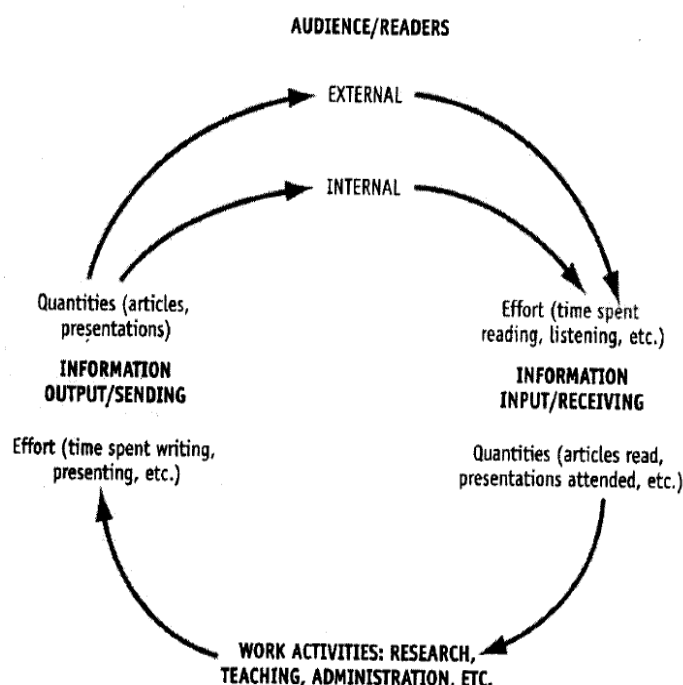 AUDIENCE/READERS
EXTERNAL
INTERNAL
Quantities (articles,
presentations)
INFORMATION
OUTPUT/SENDING
Effort (time spent writing,
presenting, etc.)
Effort (time spent
reading, listening, etc.)
INFORMATION
INPUT/RECEIVING
Quantities (articles read,
presentations attended, etc.)
WORK ACTIVITIES: RESEARCH,
TEACHING, ADMINISTRATION, ETC.